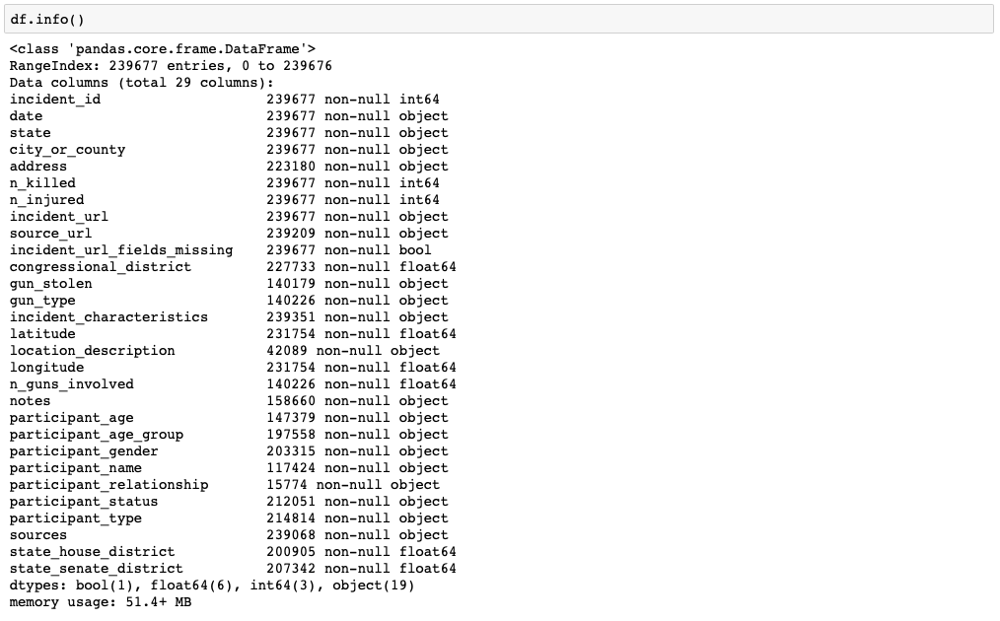 df.info()
<class 'pandas.core.frame.DataFrame'>
RangeIndex: 239677 entries, 0 to 239676
Data columns (total 29 columns):
incident_id                    239677 non-null int64
date                           239677 non-null object
state                          239677 non-null object
city_or_county                 239677 non-null object
address                        223180 non-null object
n_killed                       239677 non-null int64
n_injured                      239677 non-null int64
incident_url                   239677 non-null object
source_url                     239209 non-null object
incident_url_fields_missing    239677 non-null bool
congressional_district         227733 non-null float64
gun_stolen                     140179 non-null object
gun_type                       140226 non-null object
incident_characteristics       239351 non-null object
latitude                       231754 non-null float64
location_description           42089 non-null object
longitude                      231754 non-null float64
n_guns_involved                140226 non-null float64
notes                          158660 non-null object
participant_age                147379 non-null object
participant_age_group          197558 non-null object
participant_gender             203315 non-null object
participant_name               117424 non-null object
participant_relationship       15774 non-null object
participant_status             212051 non-null object
participant_type               214814 non-null object
sources                        239068 non-null object
state_house_district           200905 non-null float64
state_senate_district          207342 non-null float64
dtypes: bool(1), float64(6), int64(3), object(19)
memory usage: 51.4+ MB